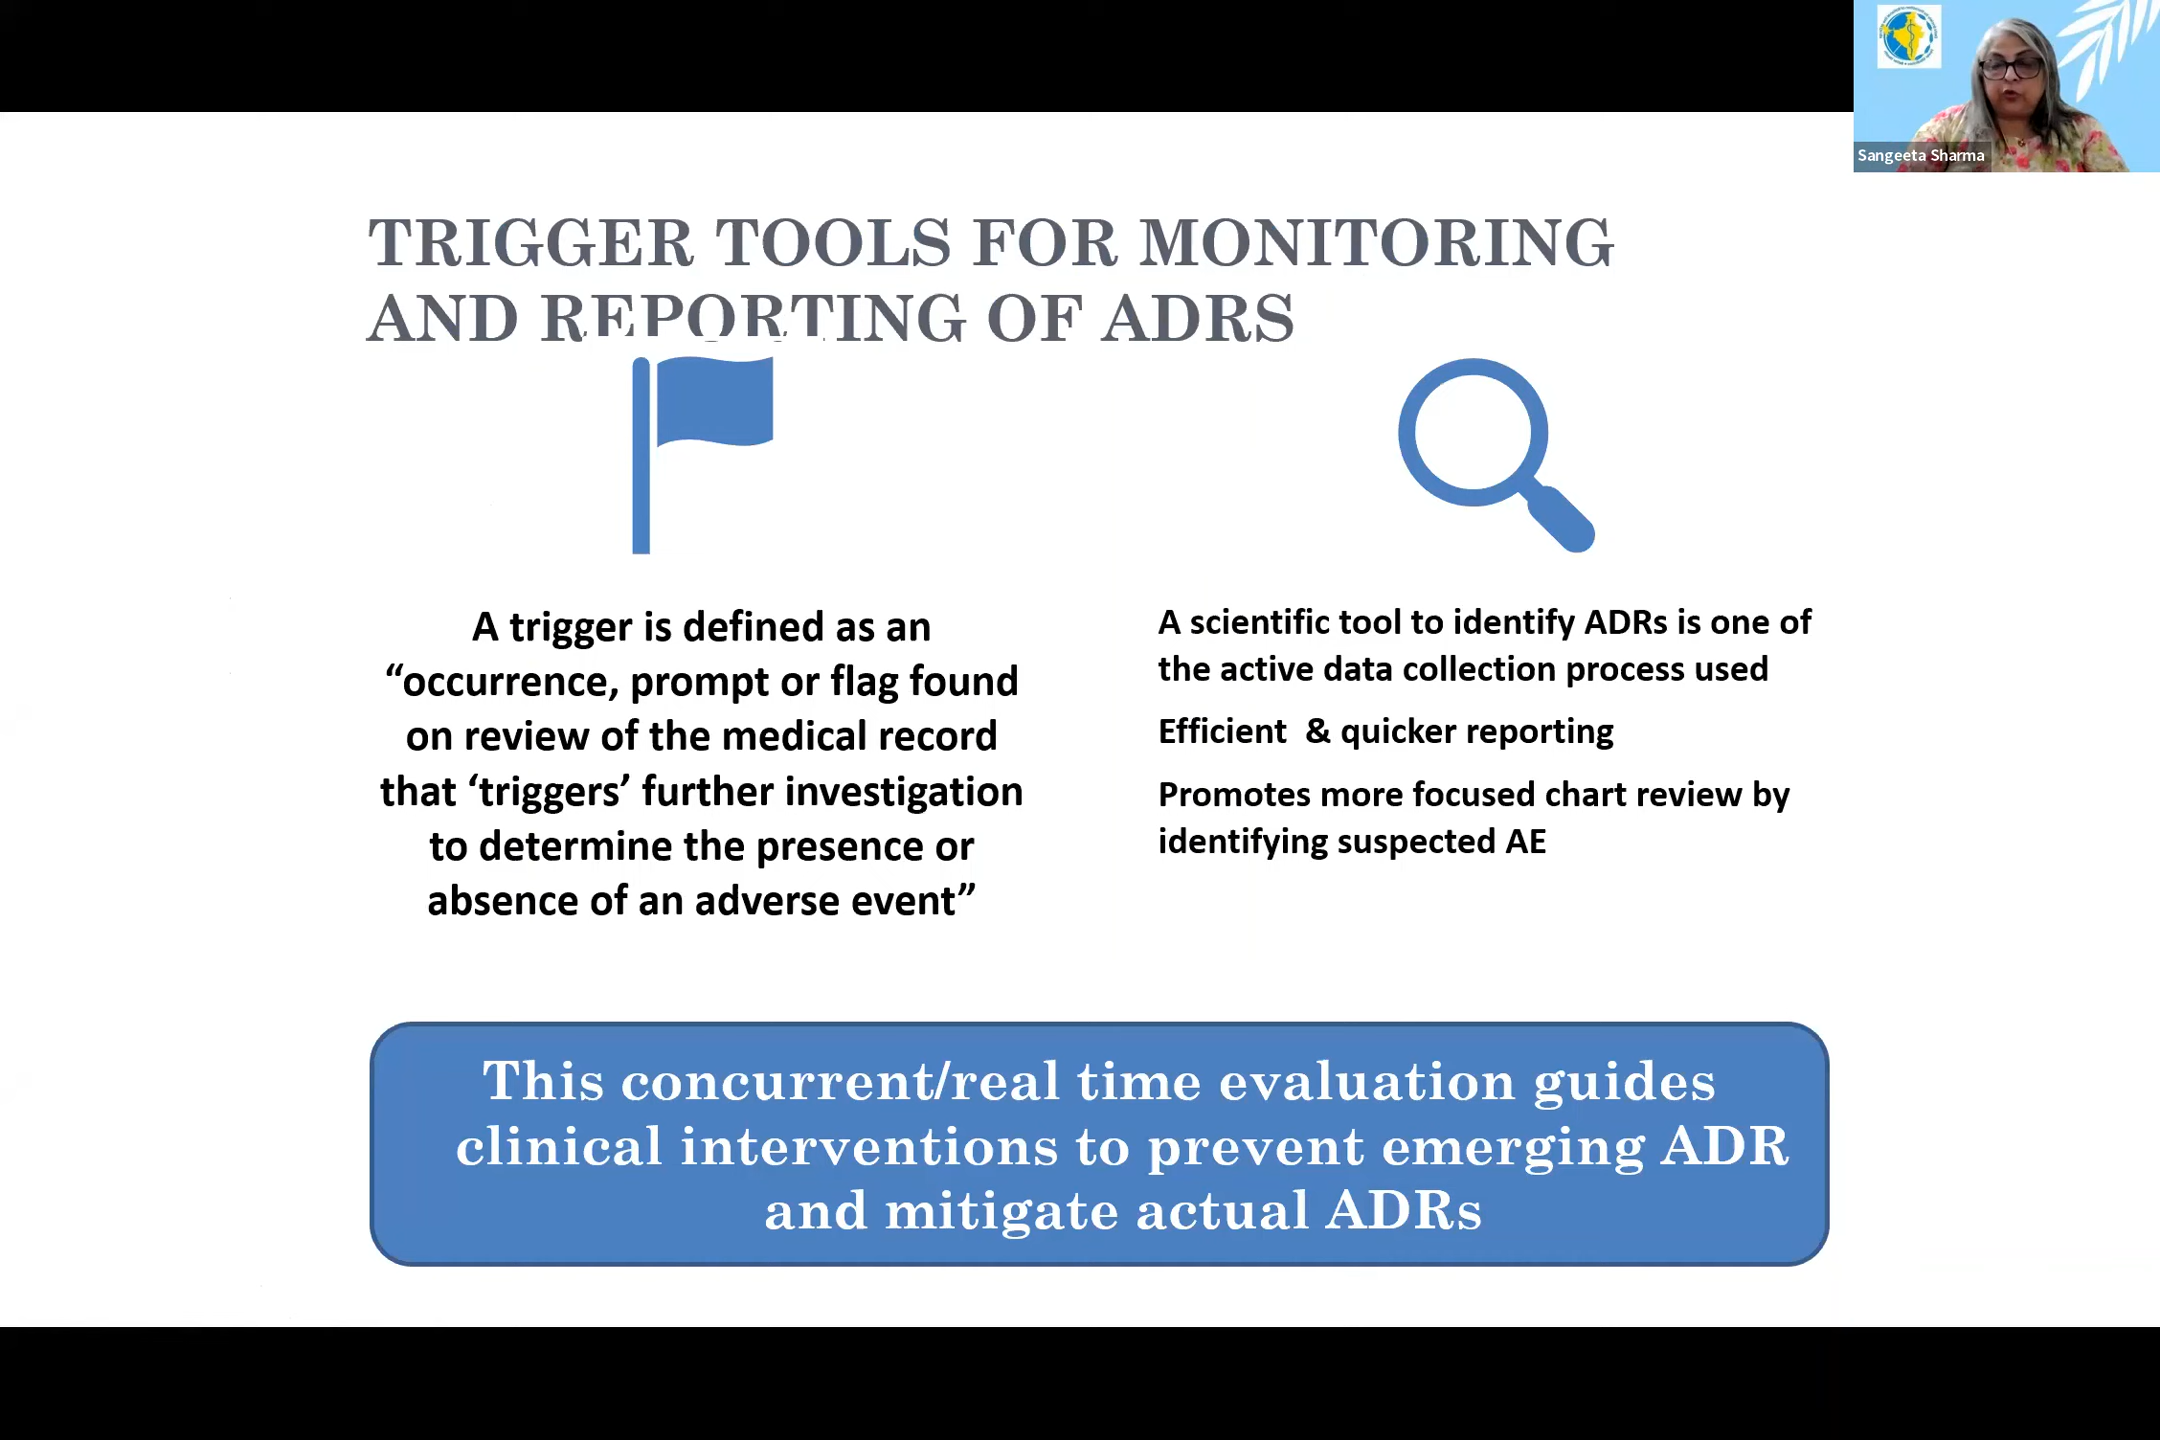 Sangeeta Sharma
TRIGGER TOOLS FOR MONITORING
AND REPORTING OF ADRS
A trigger is defined as an
“occurrence, prompt or flag found
on review of the medical record
that ‘triggers’ further investigation
to determine the presence or
absence of an adverse event”
A scientific tool to identify ADRs is one of
the active data collection process used
Efficient & quicker reporting
Promotes more focused chart review by
identifying suspected AE
This concurrent/real time evaluation guides
clinical interventions to prevent emerging ADR
and mitigate actual ADRs